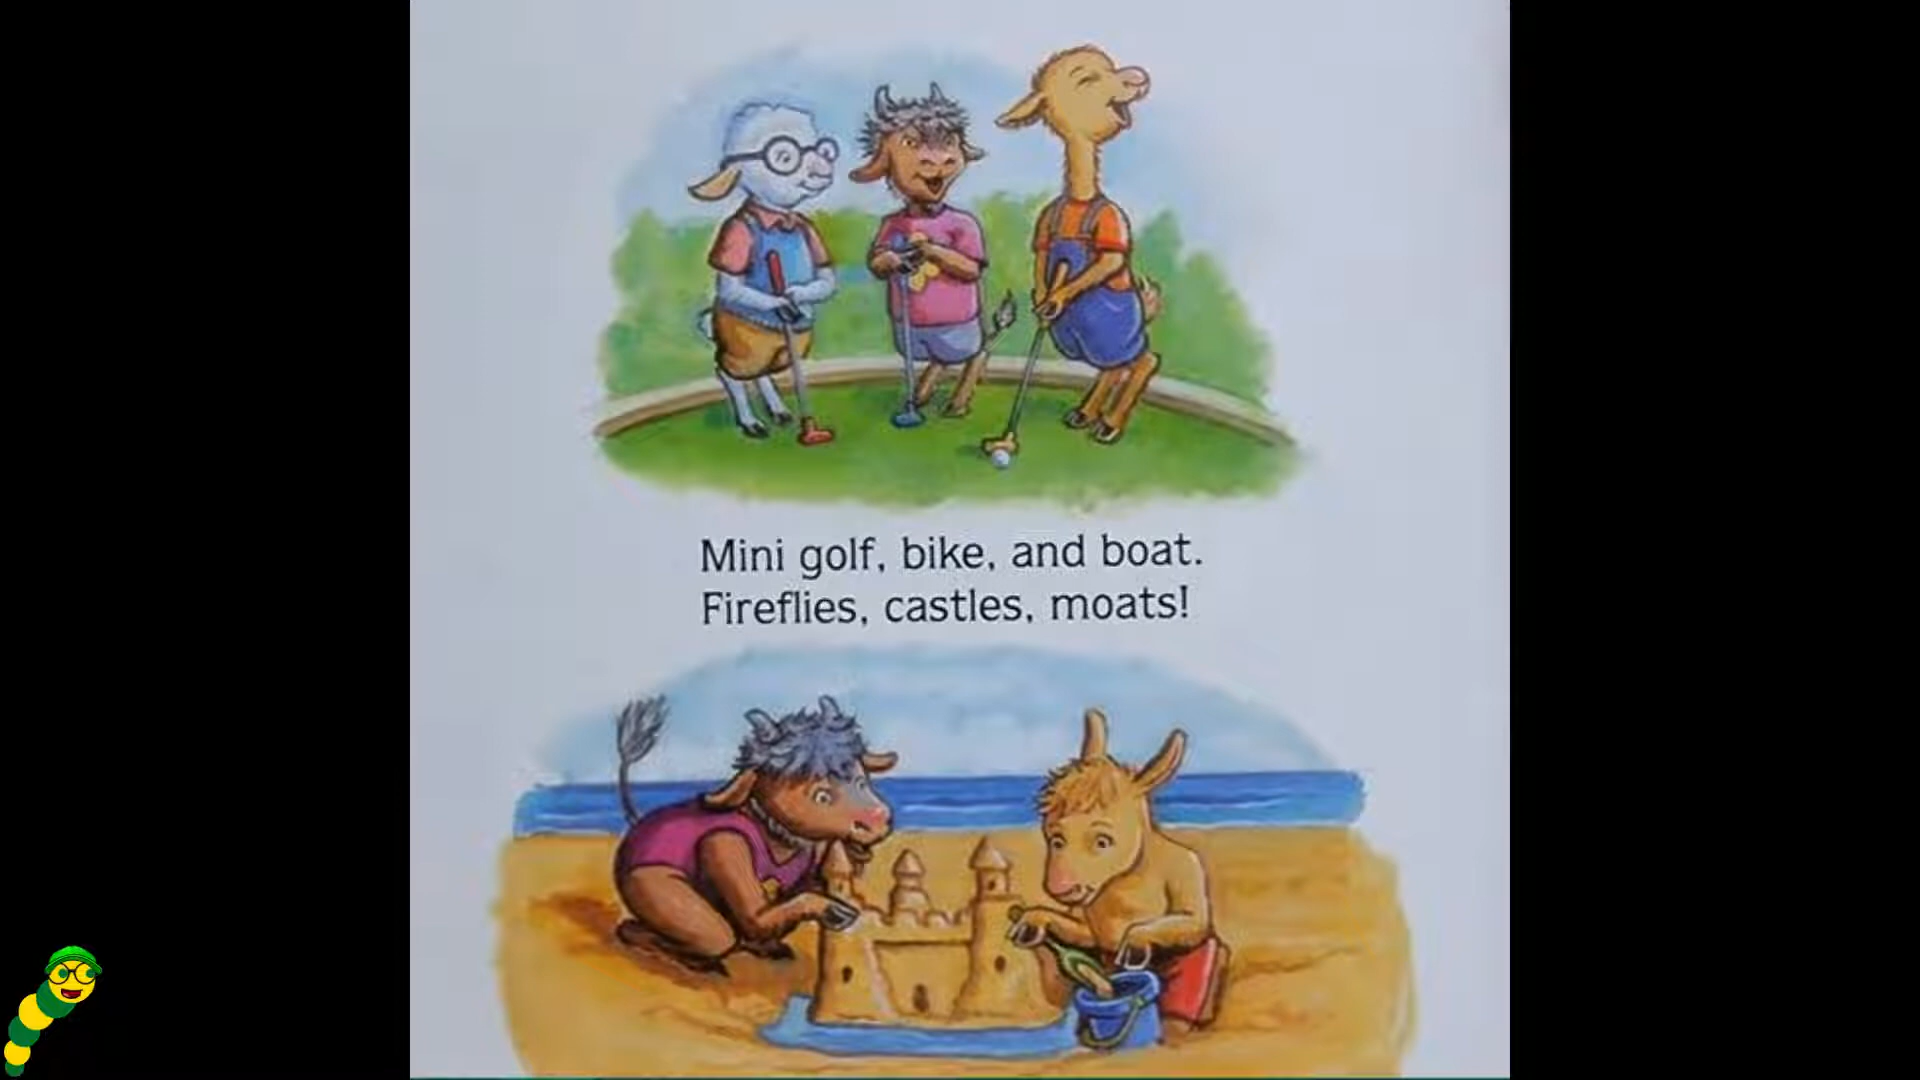 Mini golf, bike, and boat.
Fireflies, castles, moats!